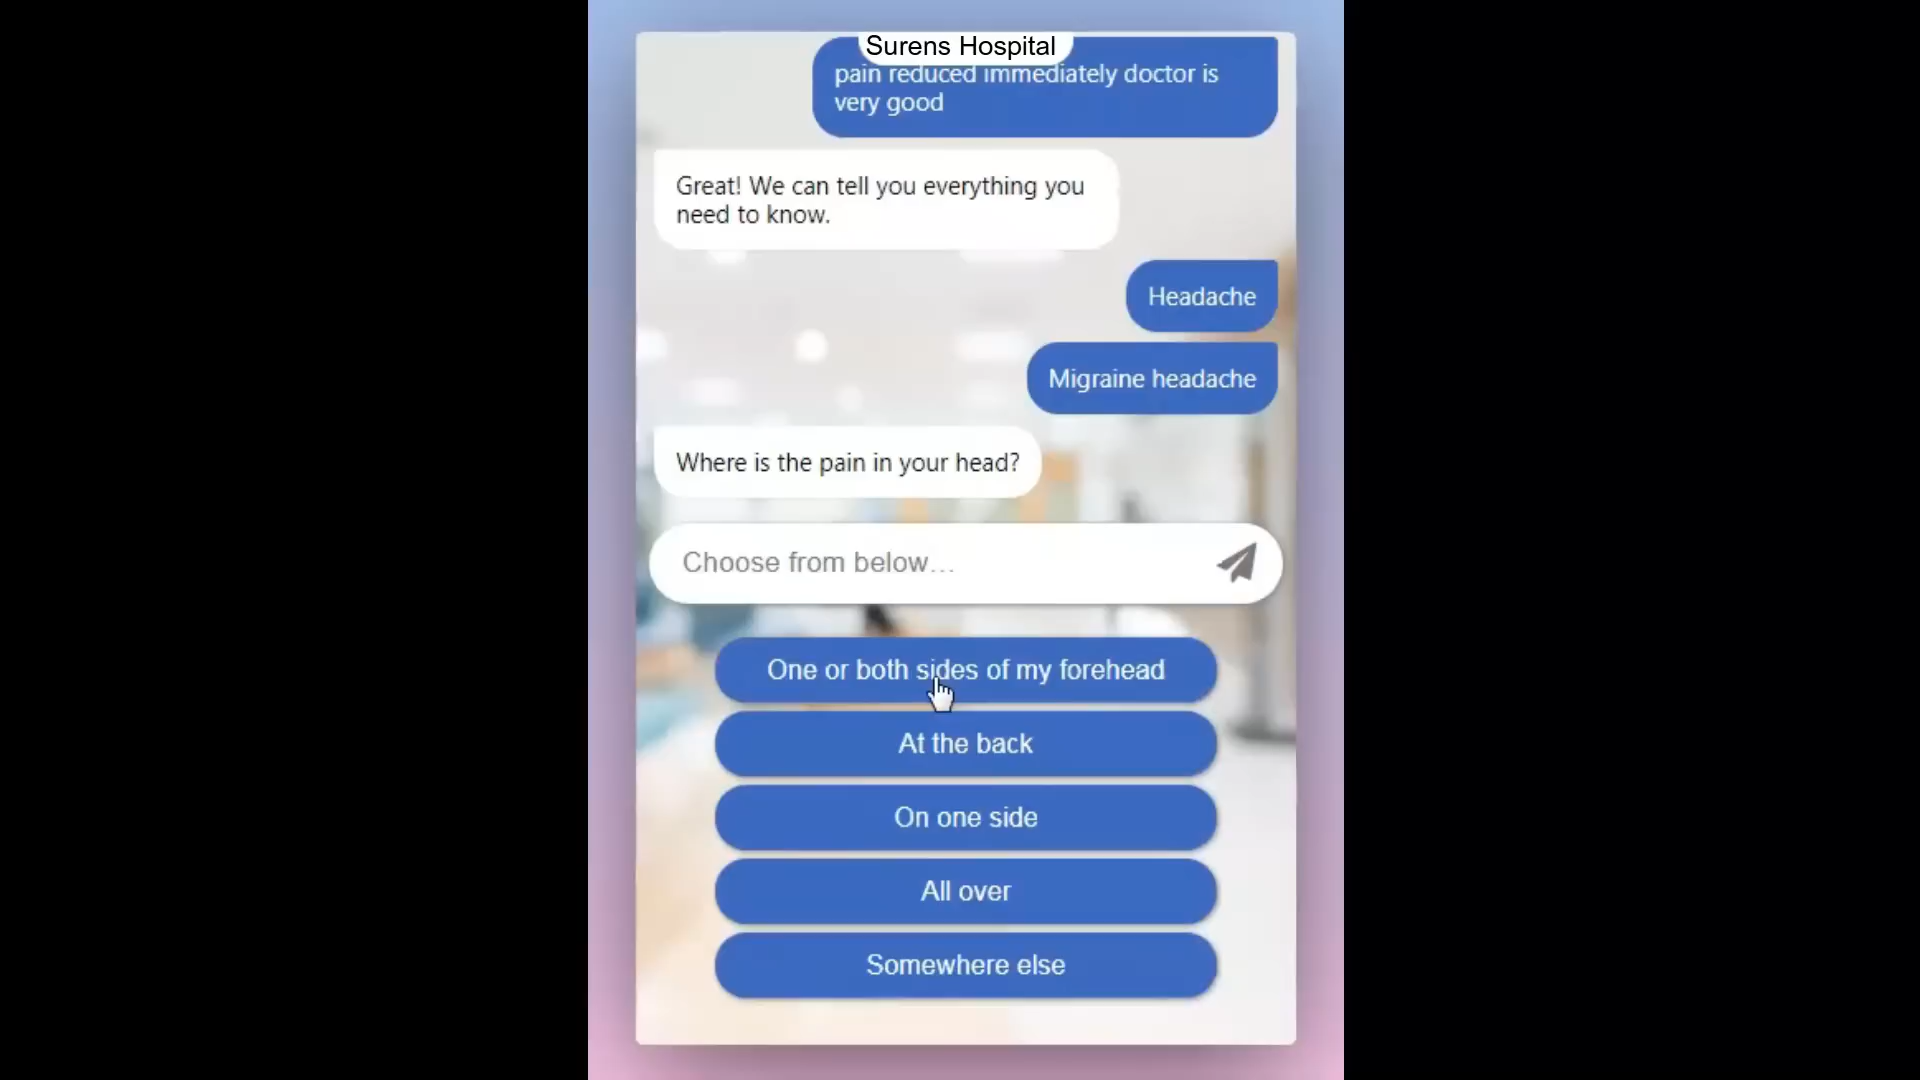 Surens Hospital
pain reduced immediately doctor is
very good
Great! We can tell you everything you
need to know.
Headache
Migraine headache
Where is the pain in your head?
Choose from below...
One or both sides of my forehead
At the back
On one side
All over
Somewhere else